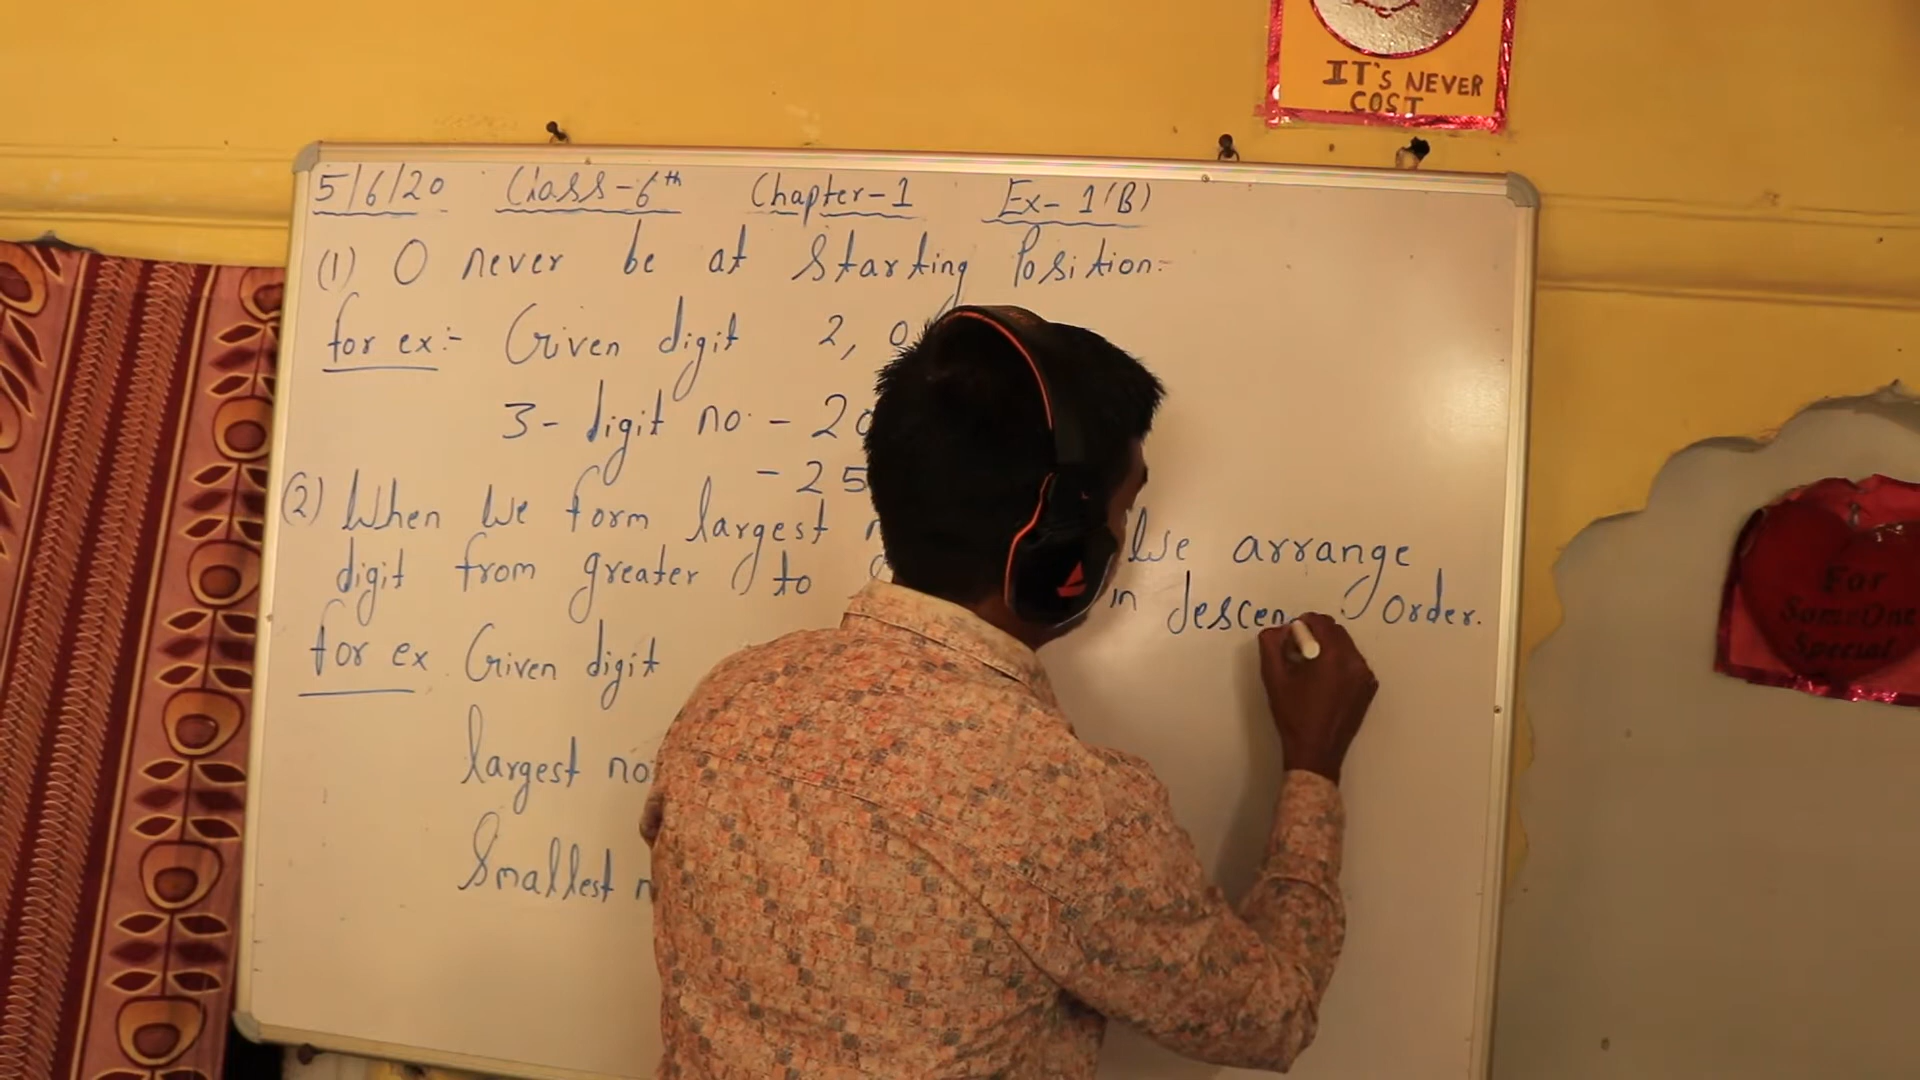 IT'S NEVER
COST
5/6/20 Class-6th Chapter-1 Ex-1(B)
(1) 0 never be at Starting Position:-
for ex:- Given digit 2, 0
3-digit no - 20
- 25
(2) When we form largest We arrange
digit from greater to in Order.
for ex Given digit
largest no
Smallest
For
SomeOne
Special